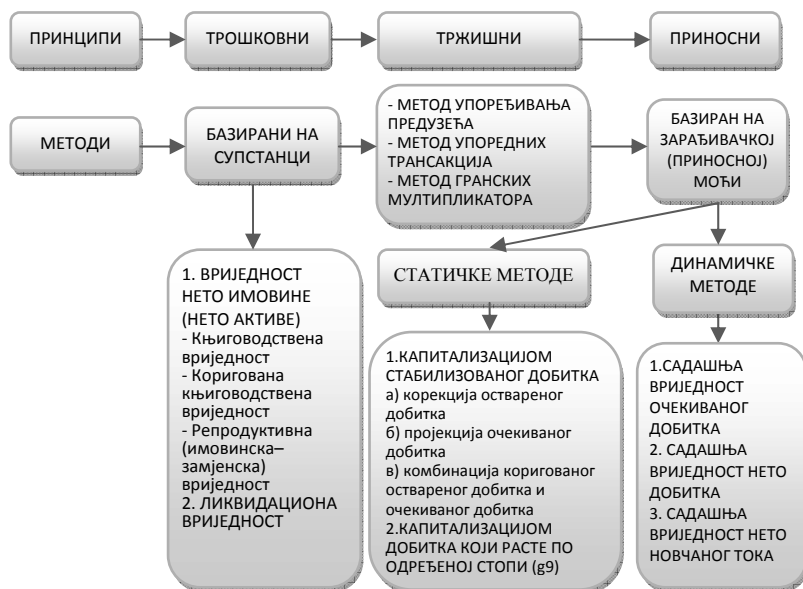 ПРИНЦИПИ
ТРОШКОВНИ
ТРЖИШНИ
ПРИНОСНИ
МЕТОДИ
БАЗИРАНИ НА
СУПСТАНЦИ
- МЕТОД УПОРЕЂИВАЊА
ПРЕДУЗЕЋА
- МЕТОД УПОРЕДНИХ
ТРАНСАКЦИЈА
- МЕТОД ГРАНСКИХ
МУЛТИПЛИКАТОРА
БАЗИРАН НА
ЗАРАЂИВАЧКОЈ
(ПРИНОСНОЈ)
МОЋИ
1. ВРИЈЕДНОСТ
НЕТО ИМОВИНЕ
(НЕТО АКТИВЕ)
- Књиговодствена
вриједност
- Коригована
књиговодствена
вриједност
- Репродуктивна
(имовинска–
замјенска)
вриједност
2. ЛИКВИДАЦИОНА
ВРИЈЕДНОСТ
СТАТИЧКЕ МЕТОДЕ
1.КАПИТАЛИЗАЦИЈОМ
СТАБИЛИЗОВАНОГ ДОБИТКА
а) корекција оствареног
добитка
б) пројекција очекиваног
добитка
в) комбинација коригованог
оствареног добитка и
очекиваног добитка
2.КАПИТАЛИЗАЦИЈОМ
ДОБИТКА КОЈИ РАСТЕ ПО
ОДРЕЂЕНОЈ СТОПИ (g9)
ДИНАМИЧКЕ
МЕТОДЕ
1.САДАШЊА
ВРИЈЕДНОСТ
ОЧЕКИВАНОГ
ДОБИТКА
2. САДАШЊА
ВРИЈЕДНОСТ НЕТО
ДОБИТКА
3. САДАШЊА
ВРИЈЕДНОСТ НЕТО
НОВЧАНОГ ТОКА